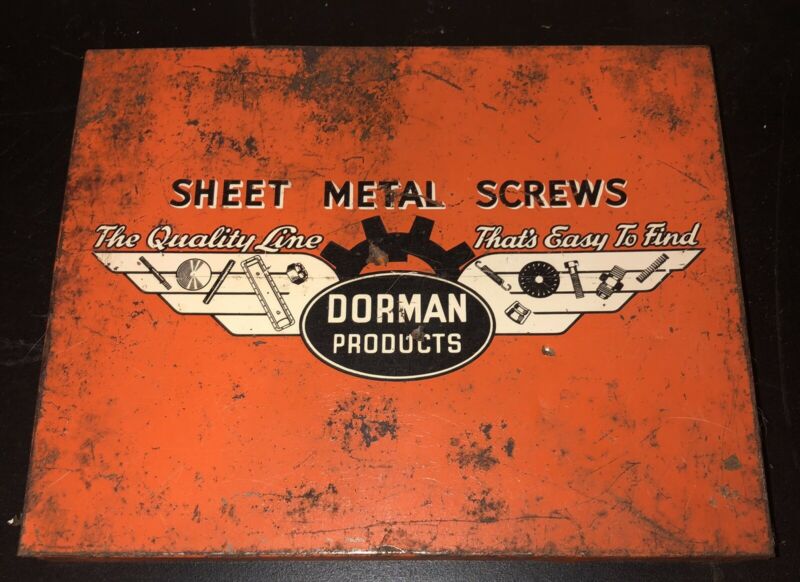 SHEET METAL SCREWS
The Quality Line That's Easy To Find
DORMAN
PRODUCTS